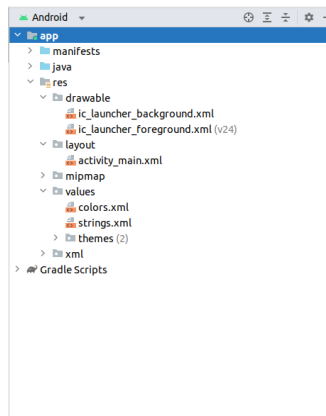 Android
app
manifests
java
res
drawable
ic_launcher_background.xml
ic_launcher_foreground.xml (v24)
layout
activity_main.xml
mipmap
values
colors.xml
strings.xml
themes (2)
xml
Gradle Scripts